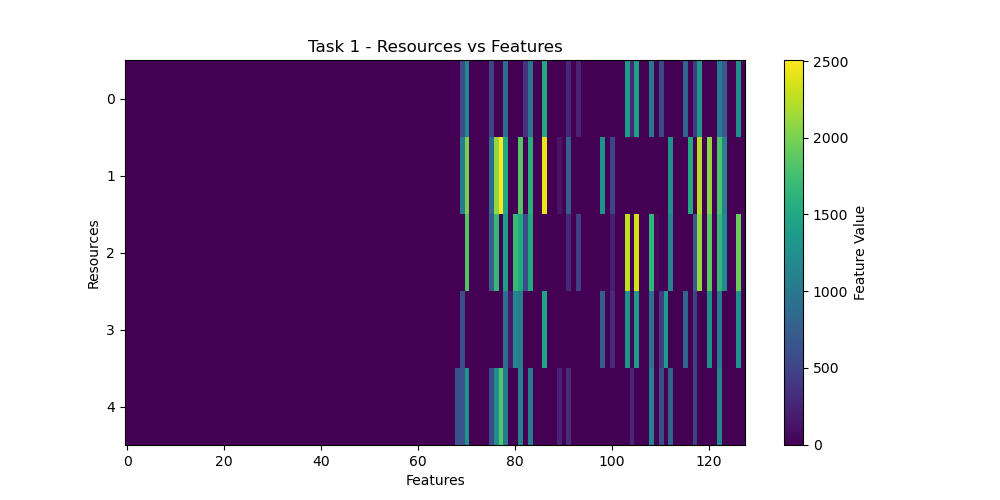 Task 1 - Resources vs Features
Resources
0
1
2
3
4
0 20 40 60 80 100 120
Features
2500
2000
1500
1000
500
0
Feature Value